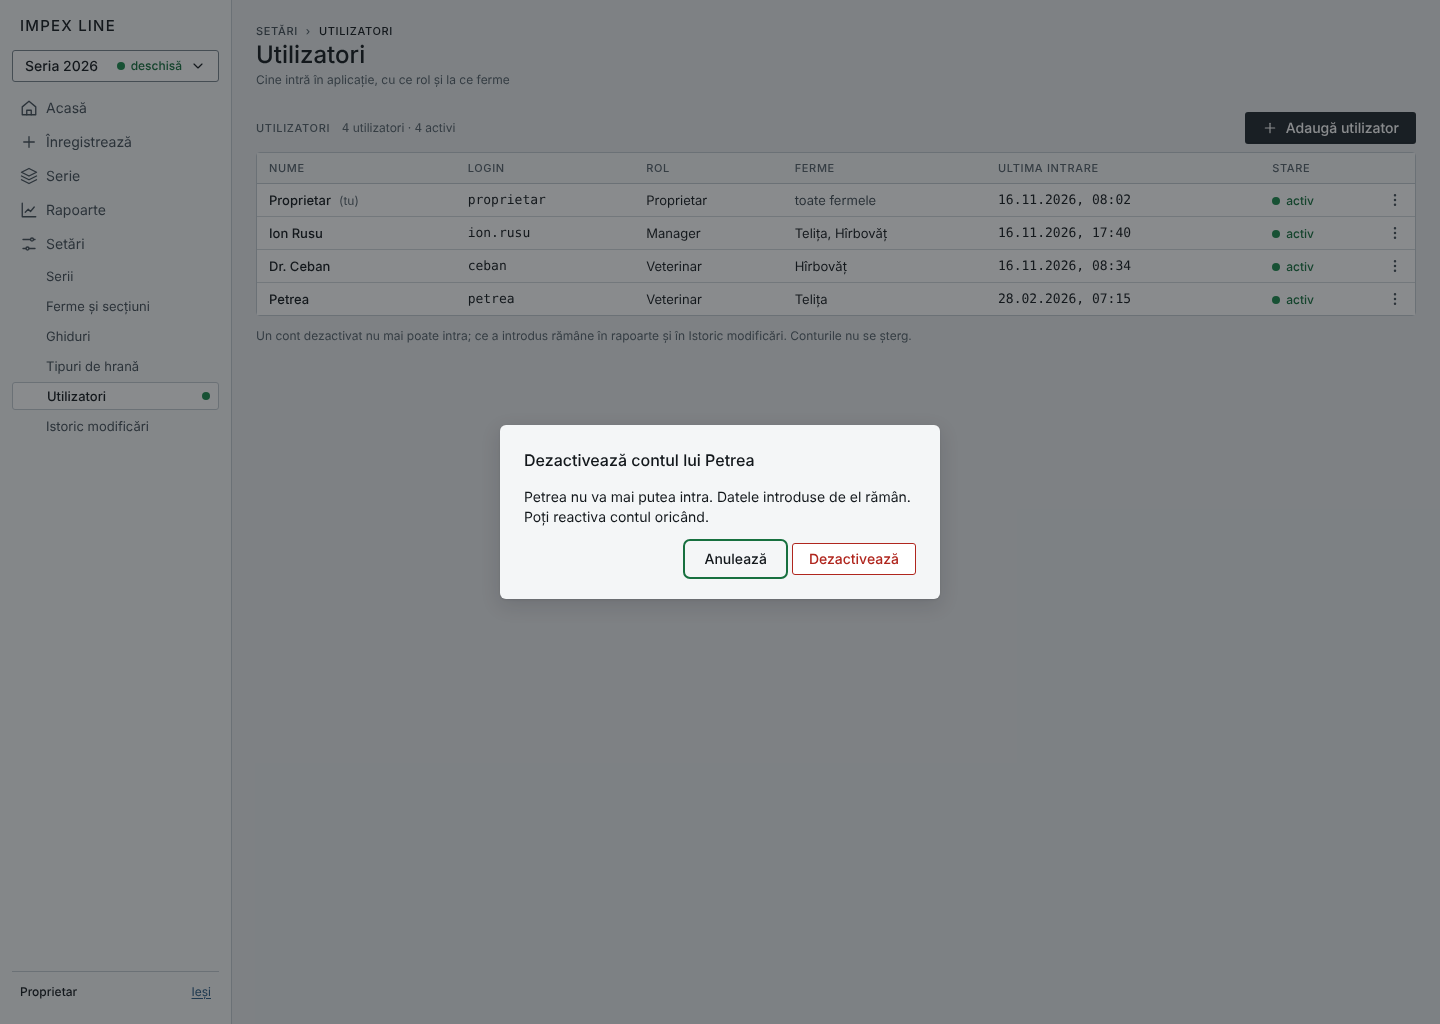 IMPEX LINE
Seria 2026 deschisă
Acasă
Înregistrează
Serie
Rapoarte
Setări
Serii
Ferme și secțiuni
Ghiduri
Tipuri de hrană
Utilizatori
Istoric modificări
Proprietar Ieși
SETĂRI › UTILIZATORI
Utilizatori
Cine intră în aplicație, cu ce rol și la ce ferme
UTILIZATORI 4 utilizatori · 4 activi
+ Adaugă utilizator
NUME LOGIN ROL FERME ULTIMA INTRARE STARE
Proprietar (tu) proprietar Proprietar toate fermele 16.11.2026, 08:02 activ
Ion Rusu ion.rusu Manager Telița, Hîrbovăț 16.11.2026, 17:40 activ
Dr. Ceban ceban Veterinar Hîrbovăț 16.11.2026, 08:34 activ
Petrea petrea Veterinar Telița 28.02.2026, 07:15 activ
Un cont dezactivat nu mai poate intra; ce a introdus rămâne în rapoarte și în Istoric modificări. Conturile nu se șterg.
Dezactivează contul lui Petrea
Petrea nu va mai putea intra. Datele introduse de el rămân.
Poți reactiva contul oricând.
Anulează Dezactivează